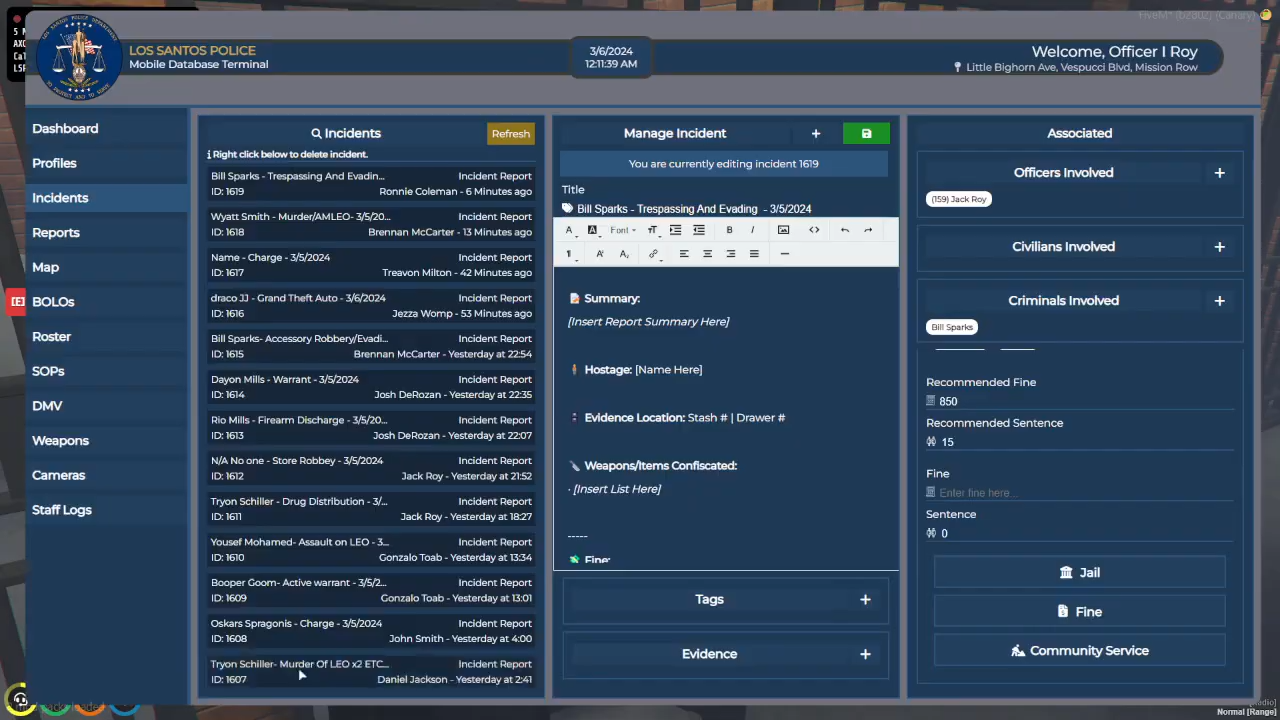 FiveM® (b2802) (Canary)
LOS SANTOS POLICE
Mobile Database Terminal
3/6/2024
12:11:39 AM
Welcome, Officer I Roy
Little Bighorn Ave, Vespucci Blvd, Mission Row
Dashboard
Profiles
Incidents
Reports
Map
BOLOs
Roster
SOPs
DMV
Weapons
Cameras
Staff Logs
[E]
Incidents
Refresh
Right click below to delete incident.
Bill Sparks - Trespassing And Evadin... Incident Report
ID: 1619 Ronnie Coleman - 6 Minutes ago
Wyatt Smith - Murder/AMLEO- 3/5/20... Incident Report
ID: 1618 Brennan McCarter - 13 Minutes ago
Name - Charge - 3/5/2024 Incident Report
ID: 1617 Treavon Milton - 42 Minutes ago
draco JJ - Grand Theft Auto - 3/6/2024 Incident Report
ID: 1616 Jezza Womp - 53 Minutes ago
Bill Sparks- Accessory Robbery/Evadi... Incident Report
ID: 1615 Brennan McCarter - Yesterday at 22:54
Dayon Mills - Warrant - 3/5/2024 Incident Report
ID: 1614 Josh DeRozan - Yesterday at 22:35
Rio Mills - Firearm Discharge - 3/5/20... Incident Report
ID: 1613 Josh DeRozan - Yesterday at 22:07
N/A No one - Store Robbey - 3/5/2024 Incident Report
ID: 1612 Jack Roy - Yesterday at 21:52
Tryon Schiller - Drug Distribution - 3/... Incident Report
ID: 1611 Jack Roy - Yesterday at 18:27
Yousef Mohamed- Assault on LEO - 3... Incident Report
ID: 1610 Gonzalo Toab - Yesterday at 13:34
Booper Goom- Active warrant - 3/5/2... Incident Report
ID: 1609 Gonzalo Toab - Yesterday at 13:01
Oskars Spragonis - Charge - 3/5/2024 Incident Report
ID: 1608 John Smith - Yesterday at 4:00
Tryon Schiller- Murder Of LEO x2 ETC... Incident Report
ID: 1607 Daniel Jackson - Yesterday at 2:41
Manage Incident
You are currently editing incident 1619
Title
Bill Sparks - Trespassing And Evading - 3/5/2024
Font
Summary:
[Insert Report Summary Here]
Hostage: [Name Here]
Evidence Location: Stash # | Drawer #
Weapons/Items Confiscated:
· [Insert List Here]
-----
Fine:
Tags
Evidence
Associated
Officers Involved
(159) Jack Roy
Civilians Involved
Criminals Involved
Bill Sparks
Recommended Fine
850
Recommended Sentence
15
Fine
Enter fine here...
Sentence
0
Jail
Fine
Community Service
Normal [Range]